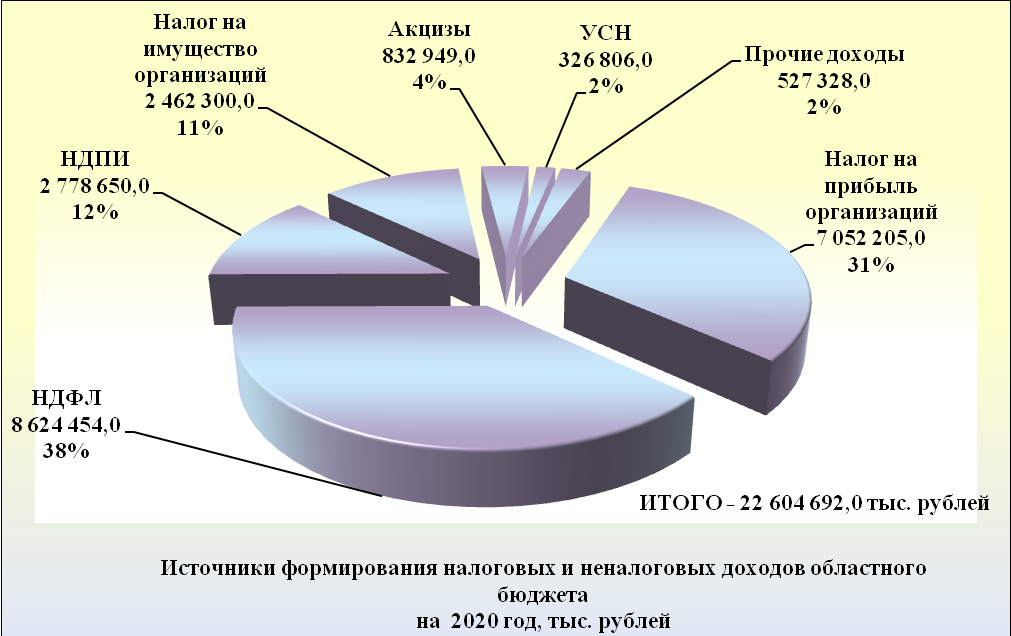 Налог на
имущество
организаций
2 462 300,0
11%
Акцизы
832 949,0
4%
УСН
326 806,0
2%
Прочие доходы
527 328,0
2%
Налог на
прибыль
организаций
7 052 205,0
31%
НДПИ
2 778 650,0
12%
НДФЛ
8 624 454,0
38%
ИТОГО - 22 604 692,0 тыс. рублей
Источники формирования налоговых и неналоговых доходов областного
бюджета
на 2020 год, тыс. рублей